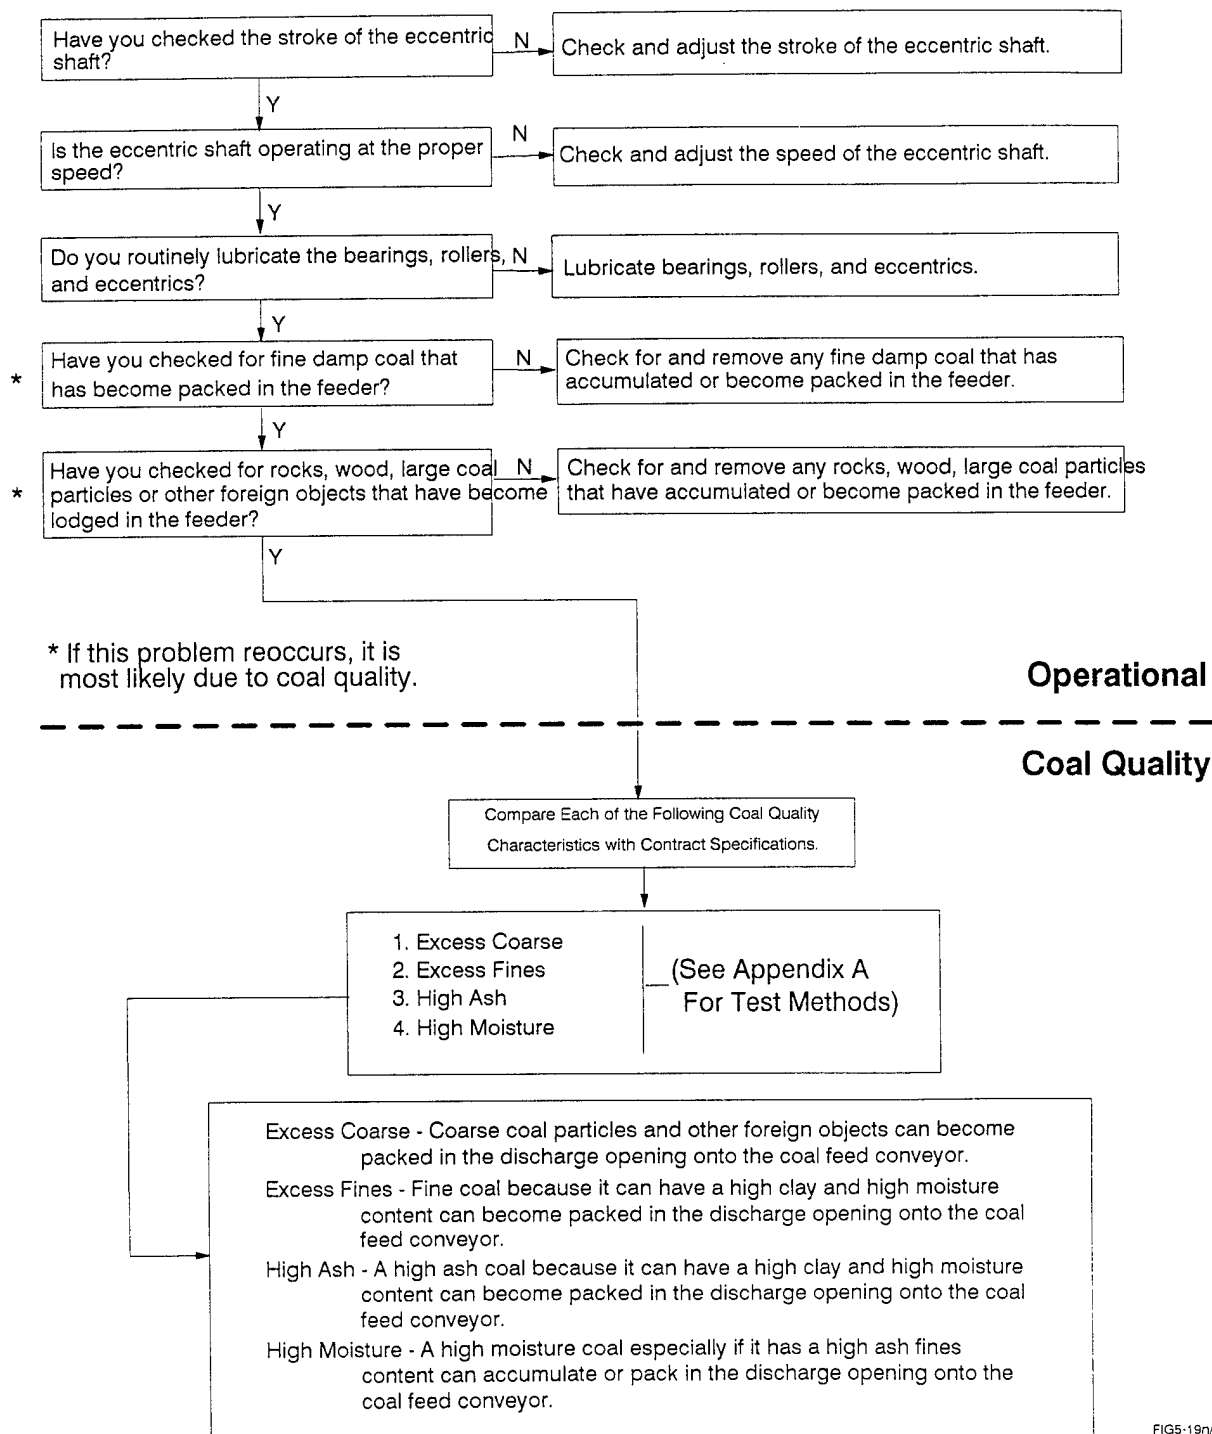 Have you checked the stroke of the eccentric
shaft?
N
Check and adjust the stroke of the eccentric shaft.
Y
Is the eccentric shaft operating at the proper
speed?
N
Check and adjust the speed of the eccentric shaft.
Y
Do you routinely lubricate the bearings, rollers,
and eccentrics?
N
Lubricate bearings, rollers, and eccentrics.
Y
*
Have you checked for fine damp coal that
has become packed in the feeder?
N
Check for and remove any fine damp coal that has
accumulated or become packed in the feeder.
Y
*
Have you checked for rocks, wood, large coal
particles or other foreign objects that have become
lodged in the feeder?
N
Check for and remove any rocks, wood, large coal particles
that have accumulated or become packed in the feeder.
Y
* If this problem reoccurs, it is
most likely due to coal quality.
Operational
Coal Quality
Compare Each of the Following Coal Quality
Characteristics with Contract Specifications.
1. Excess Coarse
2. Excess Fines
3. High Ash
4. High Moisture
(See Appendix A
For Test Methods)
Excess Coarse - Coarse coal particles and other foreign objects can become
packed in the discharge opening onto the coal feed conveyor.
Excess Fines - Fine coal because it can have a high clay and high moisture
content can become packed in the discharge opening onto the coal
feed conveyor.
High Ash - A high ash coal because it can have a high clay and high moisture
content can become packed in the discharge opening onto the coal
feed conveyor.
High Moisture - A high moisture coal especially if it has a high ash fines
content can accumulate or pack in the discharge opening onto the
coal feed conveyor.
FIG5-19n/